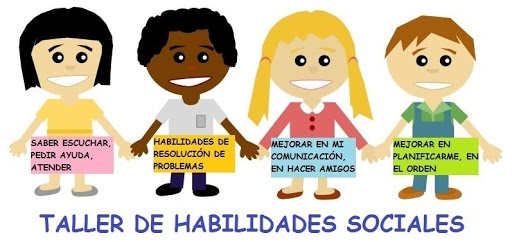 SABER ESCUCHAR,
PEDIR AYUDA,
ATENDER
HABILIDADES DE
RESOLUCIÓN DE
PROBLEMAS
MEJORAR EN MI
COMUNICACIÓN,
EN HACER AMIGOS
MEJORAR EN
PLANIFICARME, EN
EL ORDEN
TALLER DE HABILIDADES SOCIALES